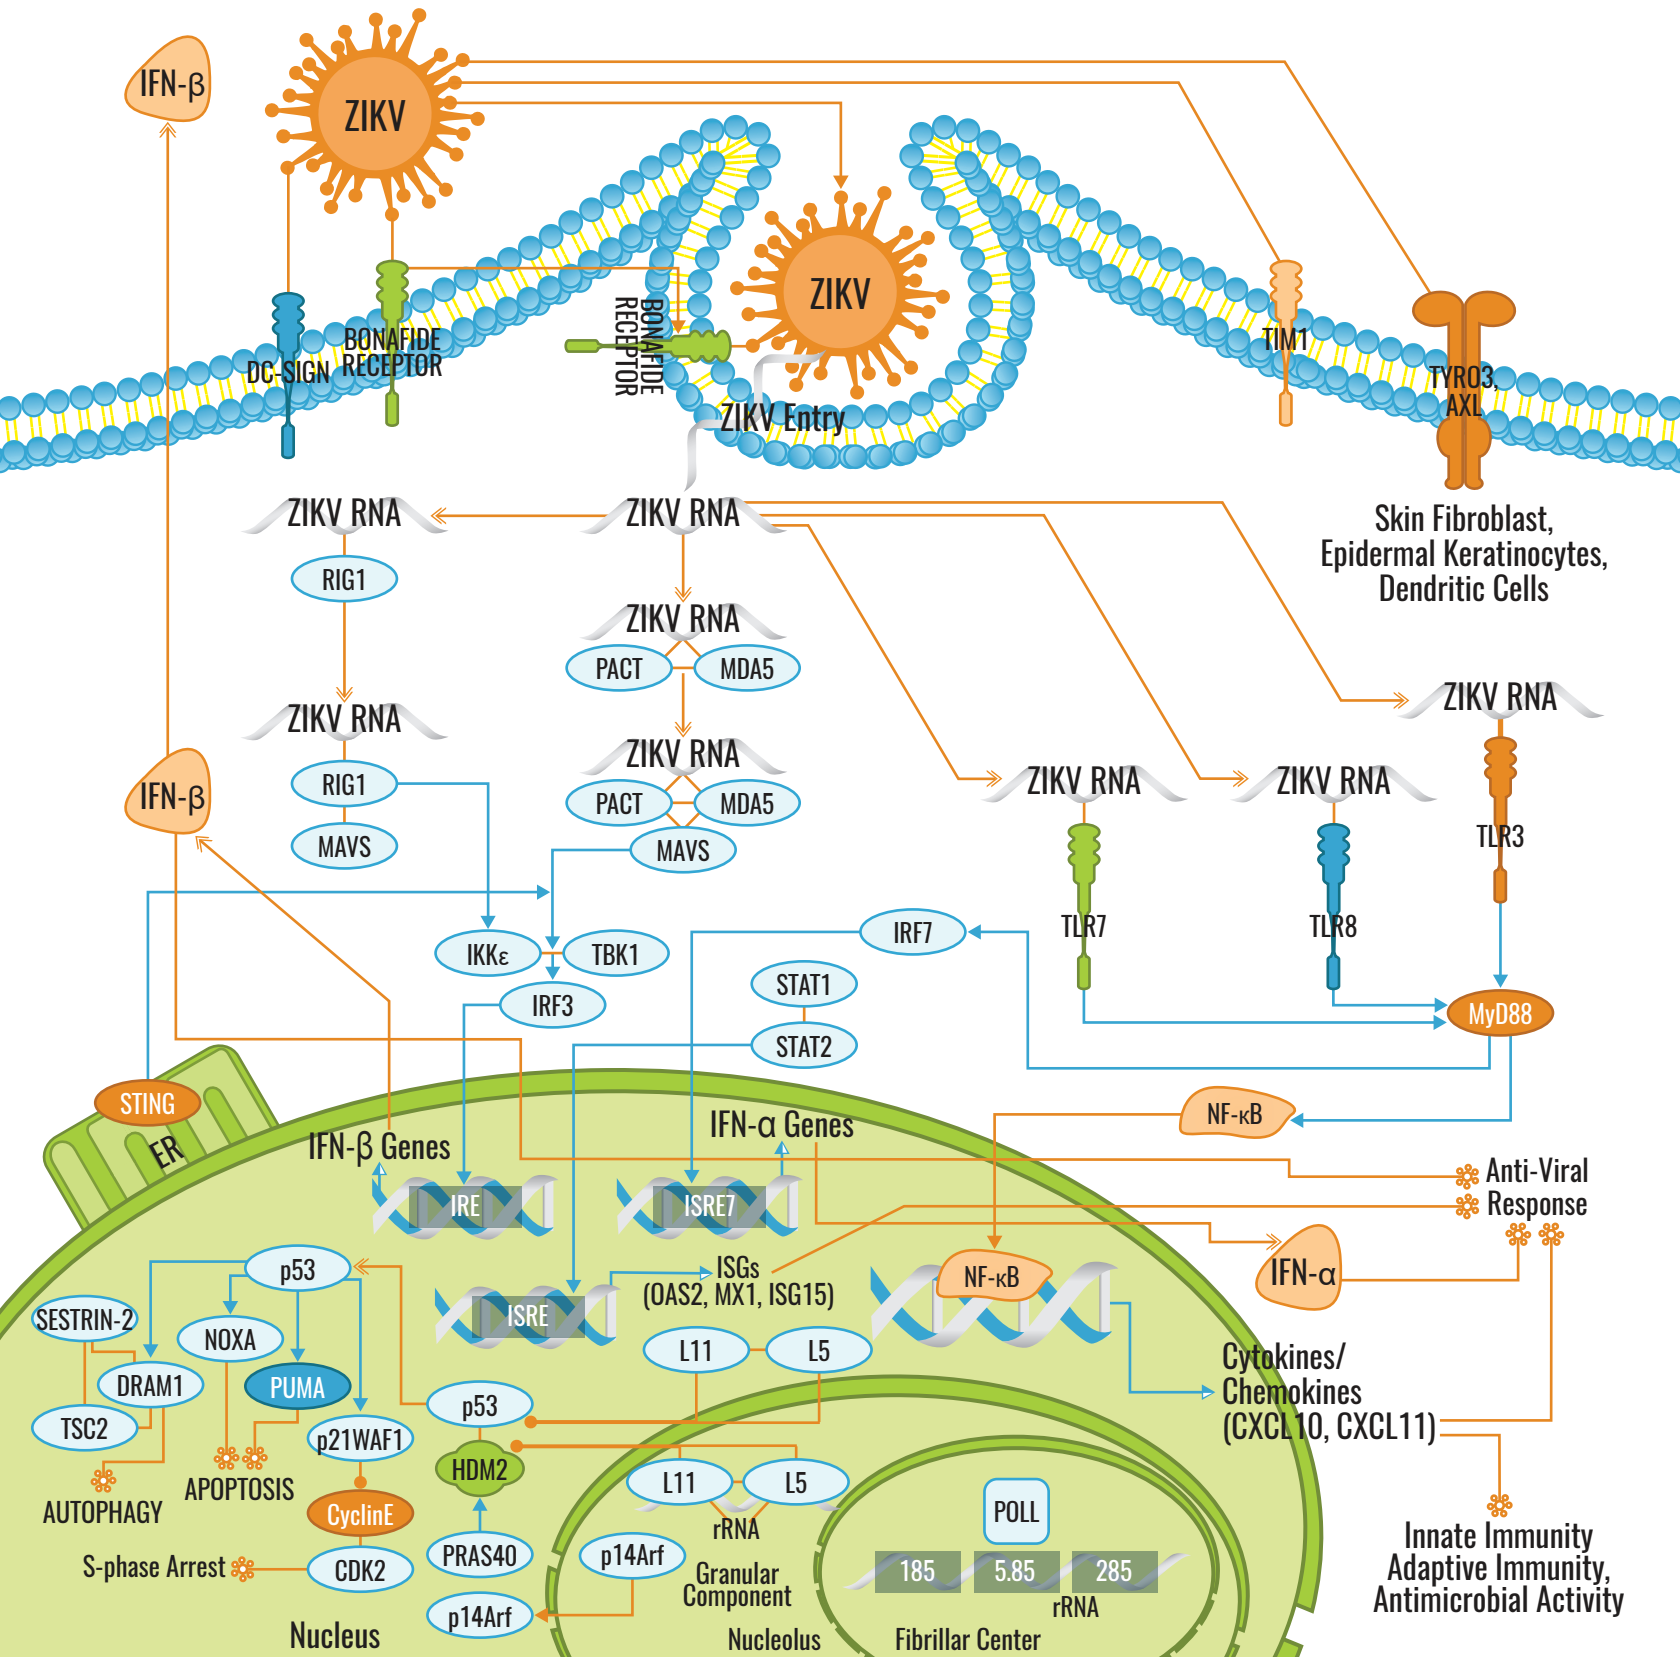 IFN-β
ZIKV
ZIKV
DC-SIGN
BONAFIDE
RECEPTOR
BONAFIDE
RECEPTOR
ZIKV Entry
TIM1
TYRO3,
AXL
Skin Fibroblast,
Epidermal Keratinocytes,
Dendritic Cells
ZIKV RNA
ZIKV RNA
RIG1
ZIKV RNA
PACT
MDA5
ZIKV RNA
RIG1
MAVS
ZIKV RNA
PACT
MDA5
MAVS
IFN-β
ZIKV RNA
TLR7
ZIKV RNA
TLR8
ZIKV RNA
TLR3
IKKε
TBK1
IRF3
IRF7
STAT1
STAT2
MyD88
NF-κB
STING
ER
IFN-β Genes
IRE
IFN-α Genes
ISRE7
Anti-Viral
Response
IFN-α
ISRE
ISGs
(OAS2, MX1, ISG15)
NF-κB
Cytokines/
Chemokines
(CXCL10, CXCL11)
Innate Immunity
Adaptive Immunity,
Antimicrobial Activity
p53
SESTRIN-2
NOXA
DRAM1
PUMA
TSC2
p21WAF1
AUTOPHAGY
APOPTOSIS
CyclinE
S-phase Arrest
CDK2
L11
L5
p53
HDM2
PRAS40
p14Arf
L11
L5
rRNA
p14Arf
Granular
Component
POLL
185
5.85
285
rRNA
Nucleus
Nucleolus
Fibrillar Center